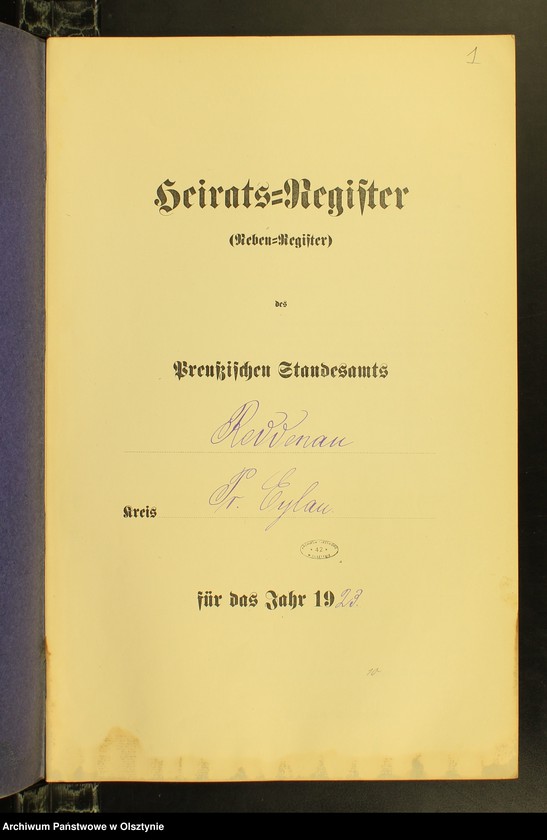 1
Heirats=Register
(Neben=Register)
des
Preußischen Standesamts
Reddenau
Kreis Pr. Eylau
42
für das Jahr 1923.
Archiwum Państwowe w Olsztynie